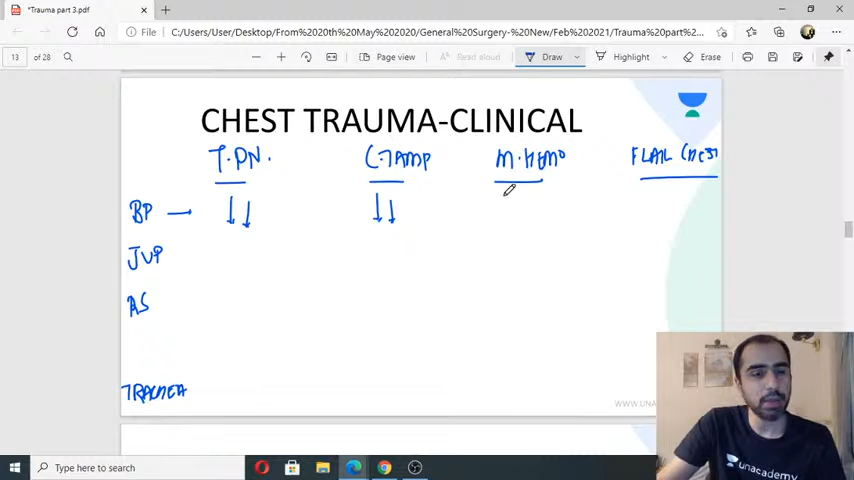 *Trauma part 3.pdf
File
C:/Users/User/Desktop/From%20th%20May%202020/General%20Surgery-%20New/Feb%202021/Trauma%20part%...
13 of 28
Page view
Read aloud
Draw
Highlight
Erase
CHEST TRAUMA-CLINICAL
T.PN. C.TAMP M.HEMO FLAIL CHEST
BP
JVP
AS
TRACHEA
WWW.UNA
unacademy
Type here to search